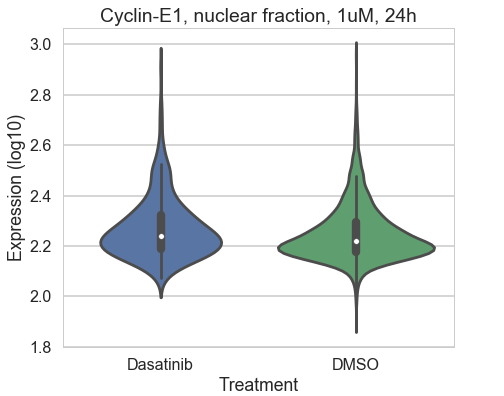 Cyclin-E1, nuclear fraction, 1uM, 24h
3.0
2.8
2.6
2.4
2.2
2.0
1.8
Expression (log10)
Dasatinib DMSO
Treatment